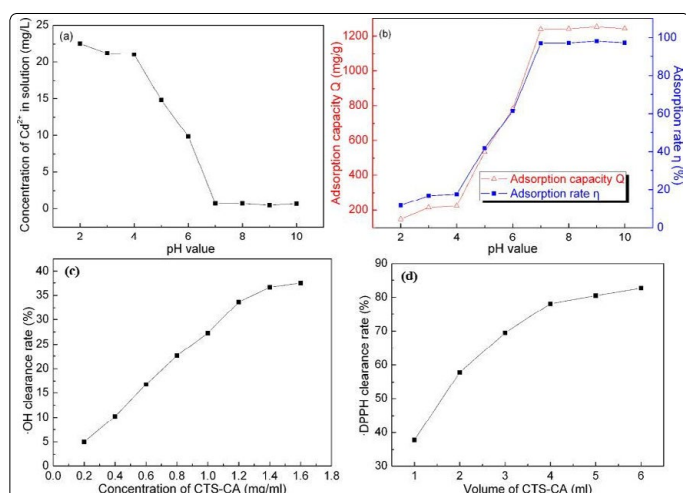 (a)
Concentration of Cd²⁺ in solution (mg/L)
25
20
15
10
5
0
2 4 6 8 10
pH value
(b)
Adsorption capacity Q (mg/g)
1200
1000
800
600
400
200
Adsorption capacity Q
Adsorption rate η
Adsorption rate η (%)
100
80
60
40
20
0
2 4 6 8 10
pH value
(c)
·OH clearance rate (%)
40
35
30
25
20
15
10
5
0
0.0 0.2 0.4 0.6 0.8 1.0 1.2 1.4 1.6 1.8
Concentration of CTS-CA (mg/ml)
(d)
·DPPH clearance rate (%)
90
80
70
60
50
40
30
1 2 3 4 5 6
Volume of CTS-CA (ml)